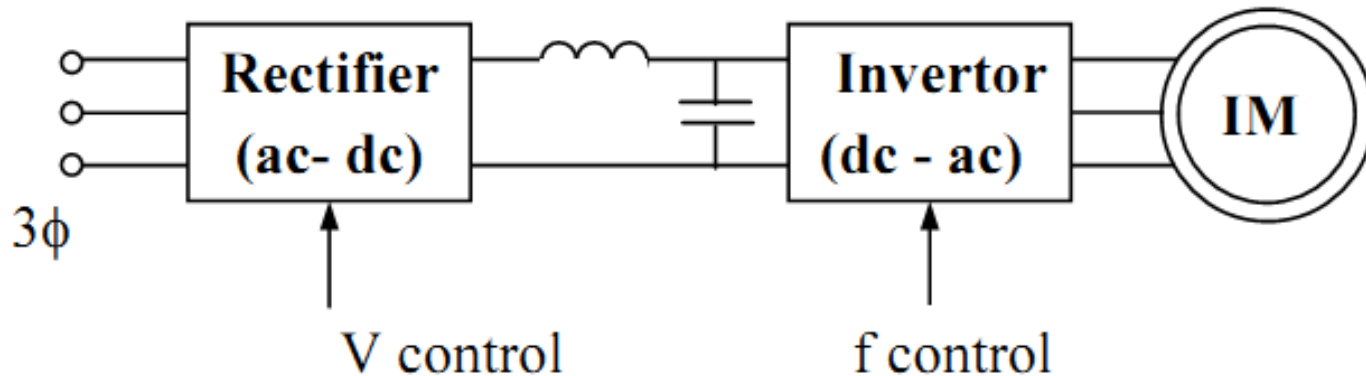 Rectifier
(ac- dc)
Invertor
(dc - ac)
IM
3ϕ
V control
f control